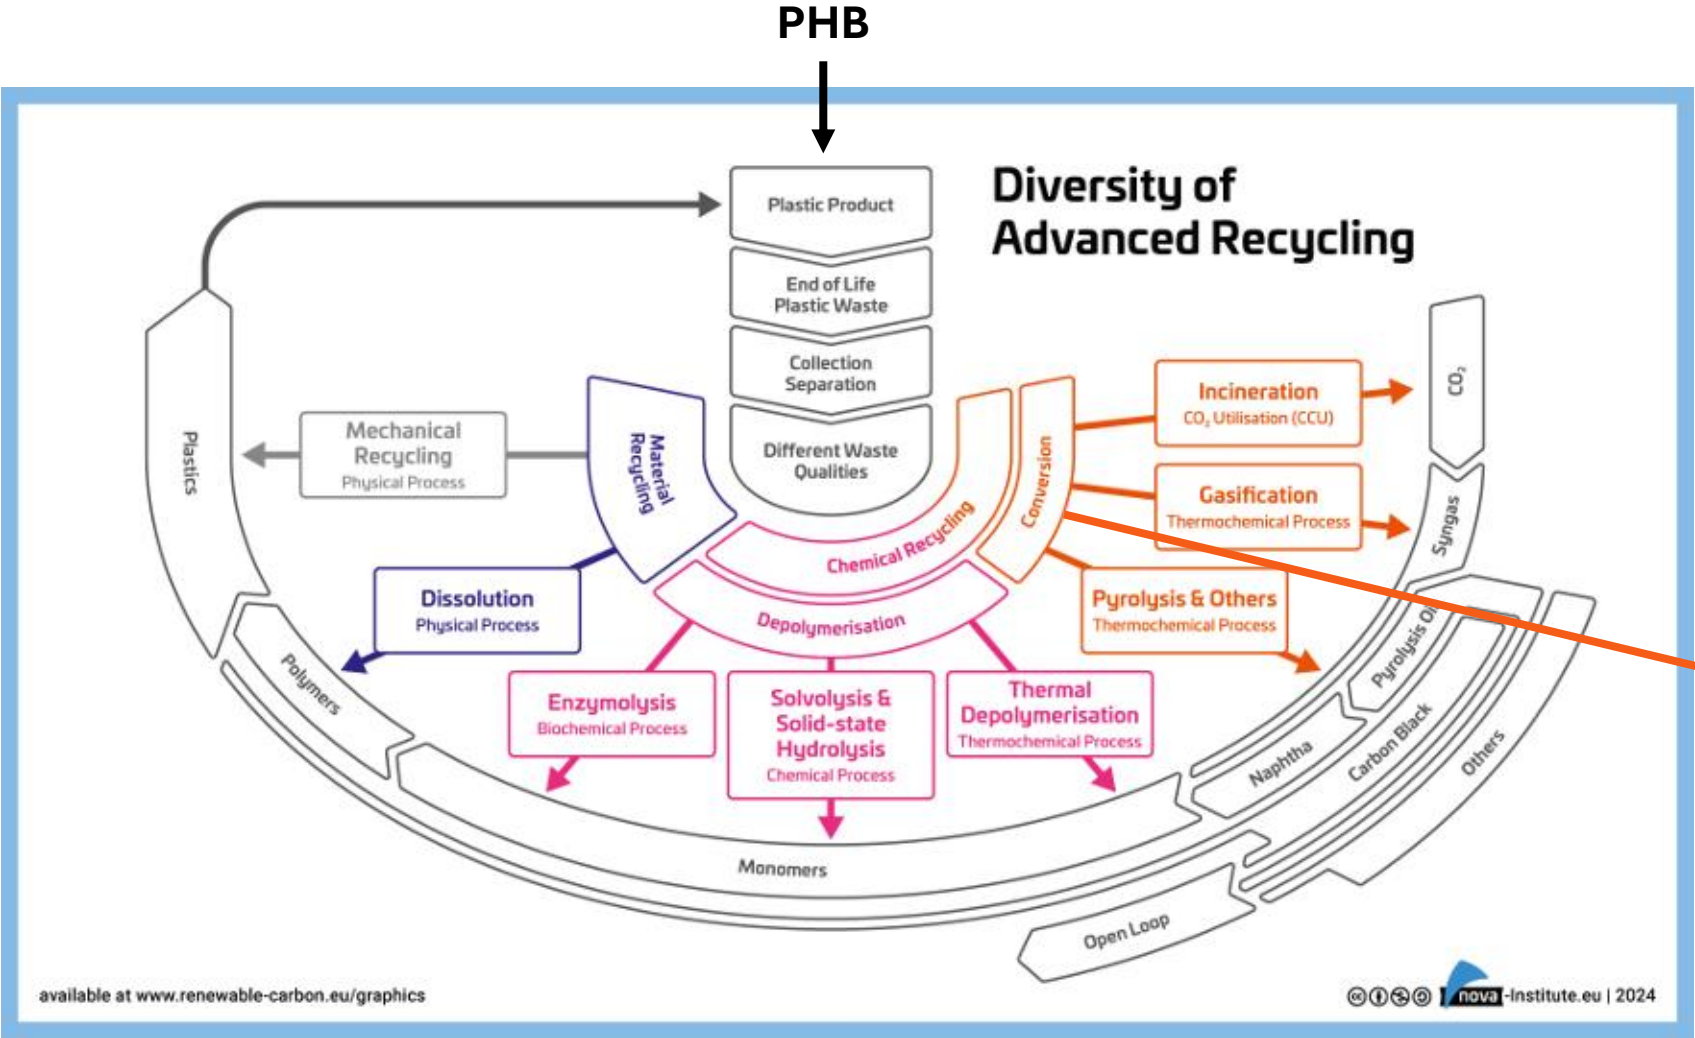 PHB
Diversity of
Advanced Recycling
Plastic Product
End of Life
Plastic Waste
Collection
Separation
Different Waste
Qualities
Material
Recycling
Chemical Recycling
Conversion
Depolymerisation
Mechanical
Recycling
Physical Process
Dissolution
Physical Process
Enzymolysis
Biochemical Process
Solvolysis &
Solid-state
Hydrolysis
Chemical Process
Thermal
Depolymerisation
Thermochemical Process
Incineration
CO₂ Utilisation (CCU)
Gasification
Thermochemical Process
Pyrolysis & Others
Thermochemical Process
Plastics
Polymers
Monomers
CO₂
Syngas
Pyrolysis
Naphtha
Carbon Black
Others
Open Loop
available at www.renewable-carbon.eu/graphics
nova-Institute.eu | 2024